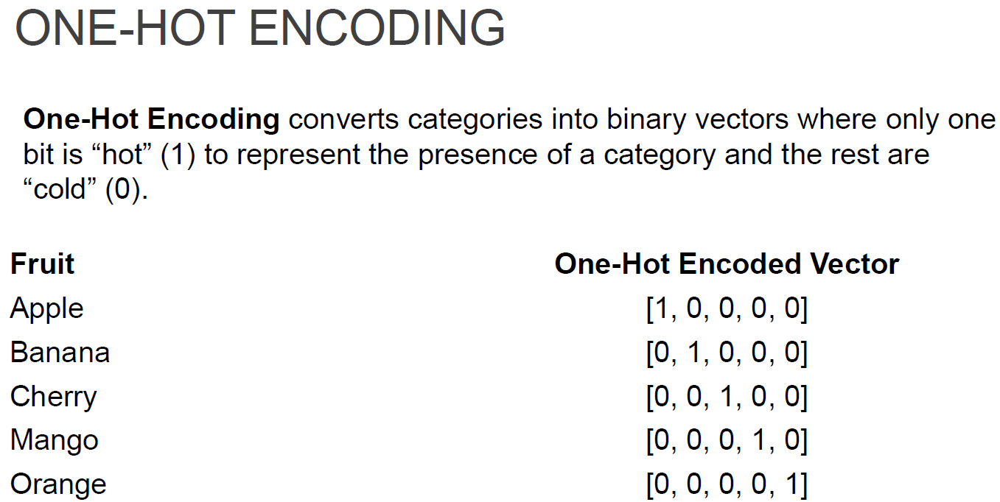 ONE-HOT ENCODING
One-Hot Encoding converts categories into binary vectors where only one
bit is “hot” (1) to represent the presence of a category and the rest are
“cold” (0).
Fruit One-Hot Encoded Vector
Apple [1, 0, 0, 0, 0]
Banana [0, 1, 0, 0, 0]
Cherry [0, 0, 1, 0, 0]
Mango [0, 0, 0, 1, 0]
Orange [0, 0, 0, 0, 1]